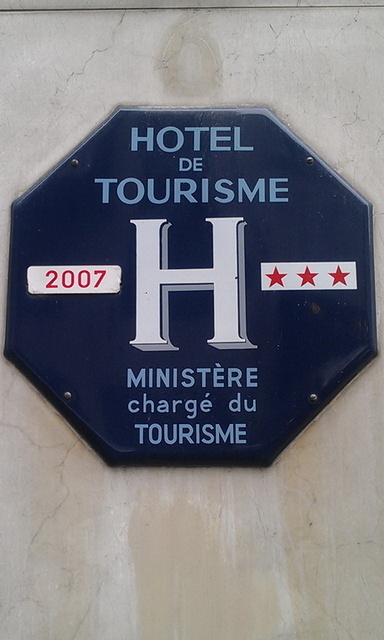 HOTEL
DE
TOURISME
2007 H ★★★
MINISTÈRE
chargé du
TOURISME